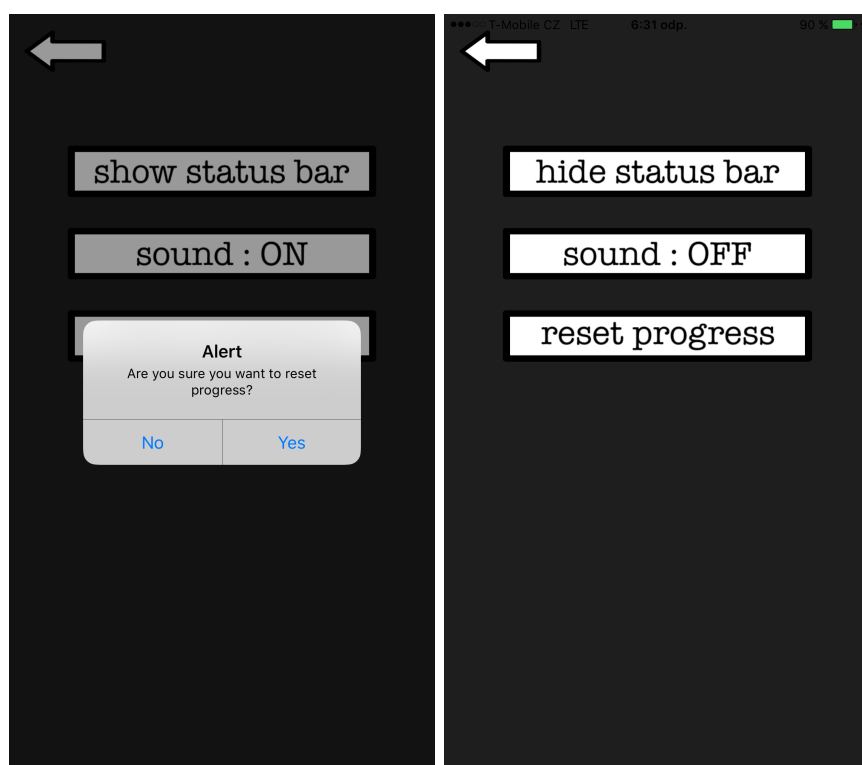 show status bar
sound : ON
Alert
Are you sure you want to reset
progress?
No Yes
T-Mobile CZ LTE 6:31 odp. 90 %
hide status bar
sound : OFF
reset progress